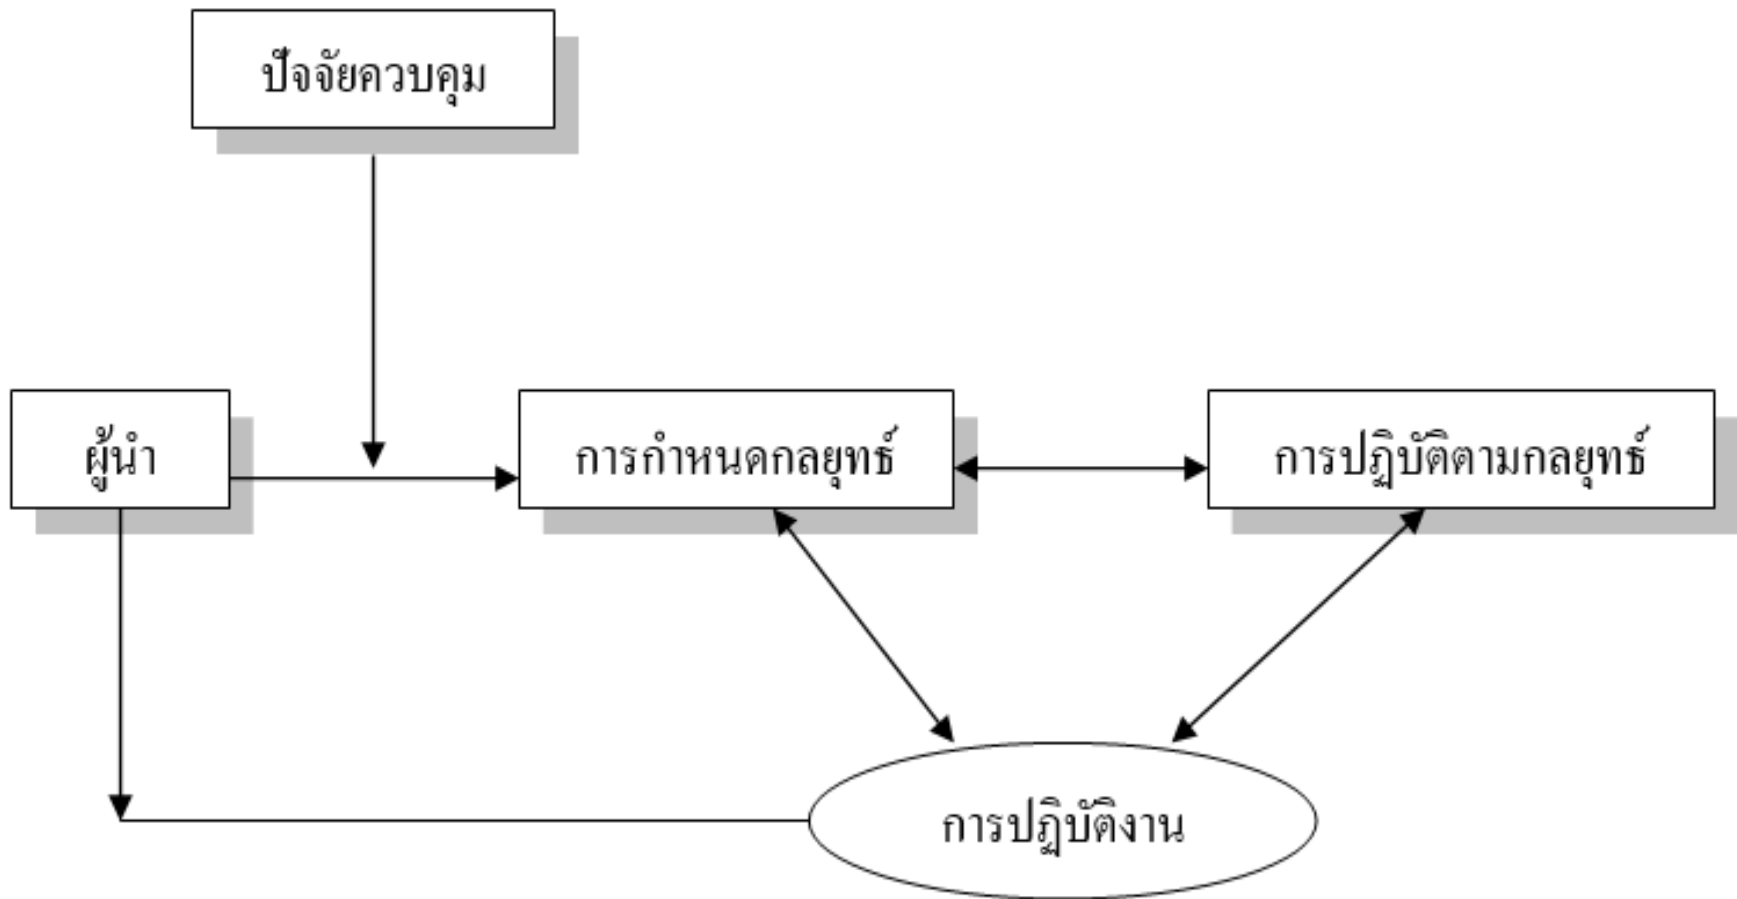 ปัจจัยควบคุม
ผู้นำ
การกำหนดกลยุทธ์
การปฏิบัติตามกลยุทธ์
การปฏิบัติงาน